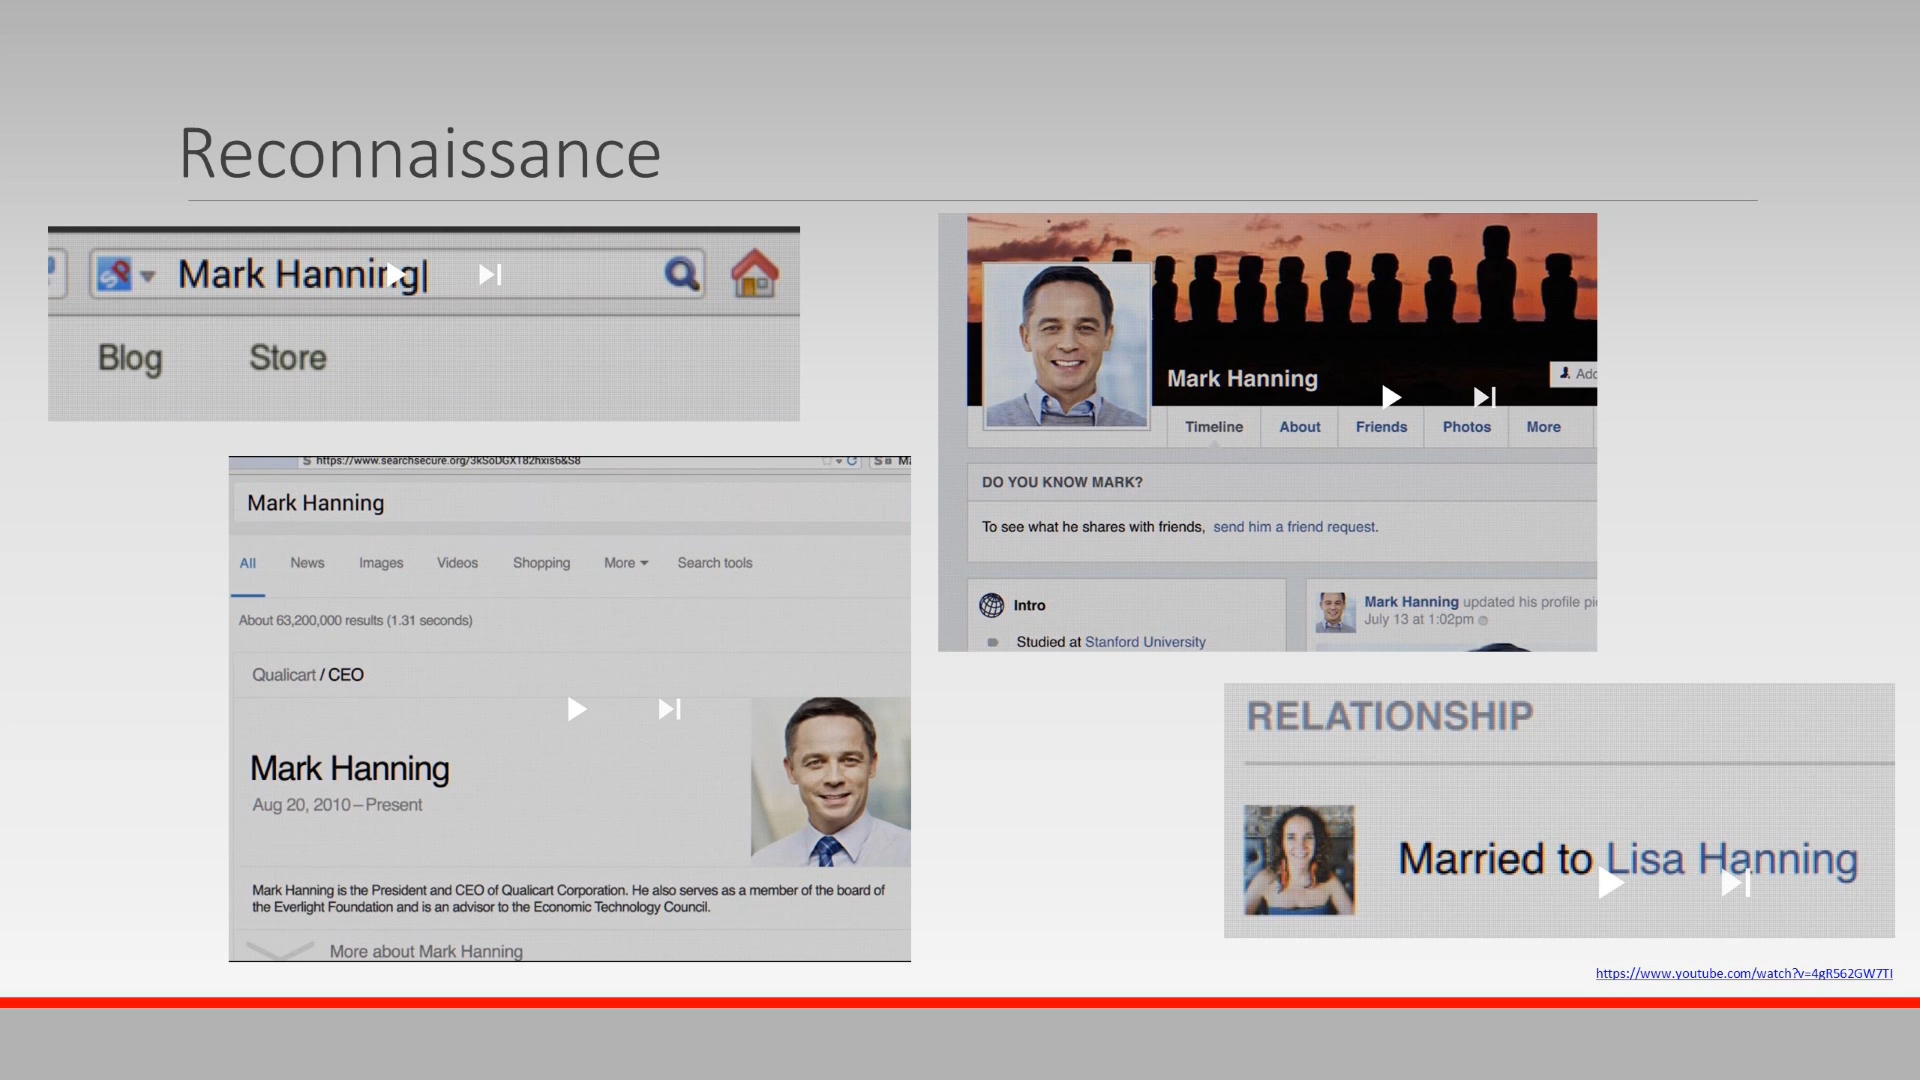 Reconnaissance
Mark Hanning
Blog Store
https://www.searchsecure.org/3kSoDGXT82hxis6&S8
Mark Hanning
All News Images Videos Shopping More Search tools
About 63,200,000 results (1.31 seconds)
Qualicart / CEO
Mark Hanning
Aug 20, 2010–Present
Mark Hanning is the President and CEO of Qualicart Corporation. He also serves as a member of the board of
the Everlight Foundation and is an advisor to the Economic Technology Council.
More about Mark Hanning
Mark Hanning
Timeline About Friends Photos More
DO YOU KNOW MARK?
To see what he shares with friends, send him a friend request.
Intro
Studied at Stanford University
Mark Hanning updated his profile
July 13 at 1:02pm
RELATIONSHIP
Married to Lisa Hanning
https://www.youtube.com/watch?v=4gR562GW7TI